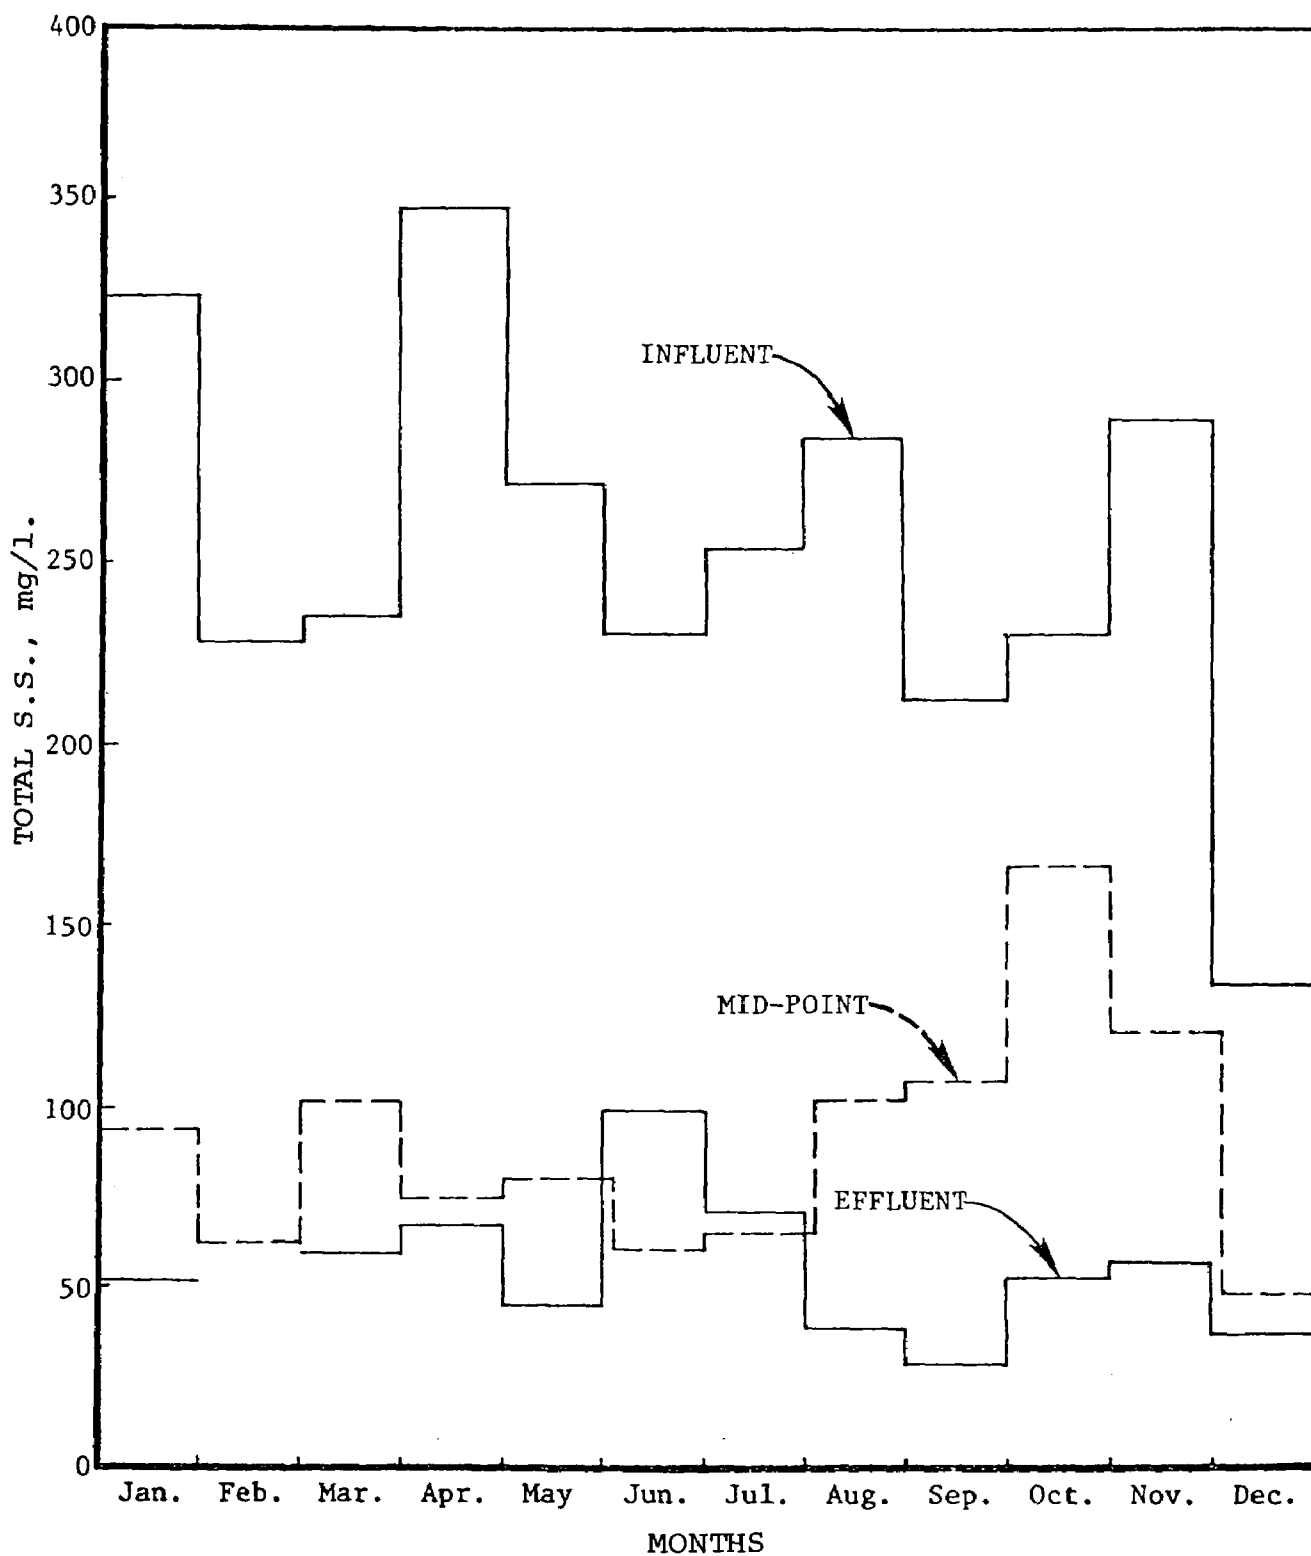 400
350
300
250
200
150
100
50
0
TOTAL S.S., mg/l.
INFLUENT
MID-POINT
EFFLUENT
Jan. Feb. Mar. Apr. May Jun. Jul. Aug. Sep. Oct. Nov. Dec.
MONTHS